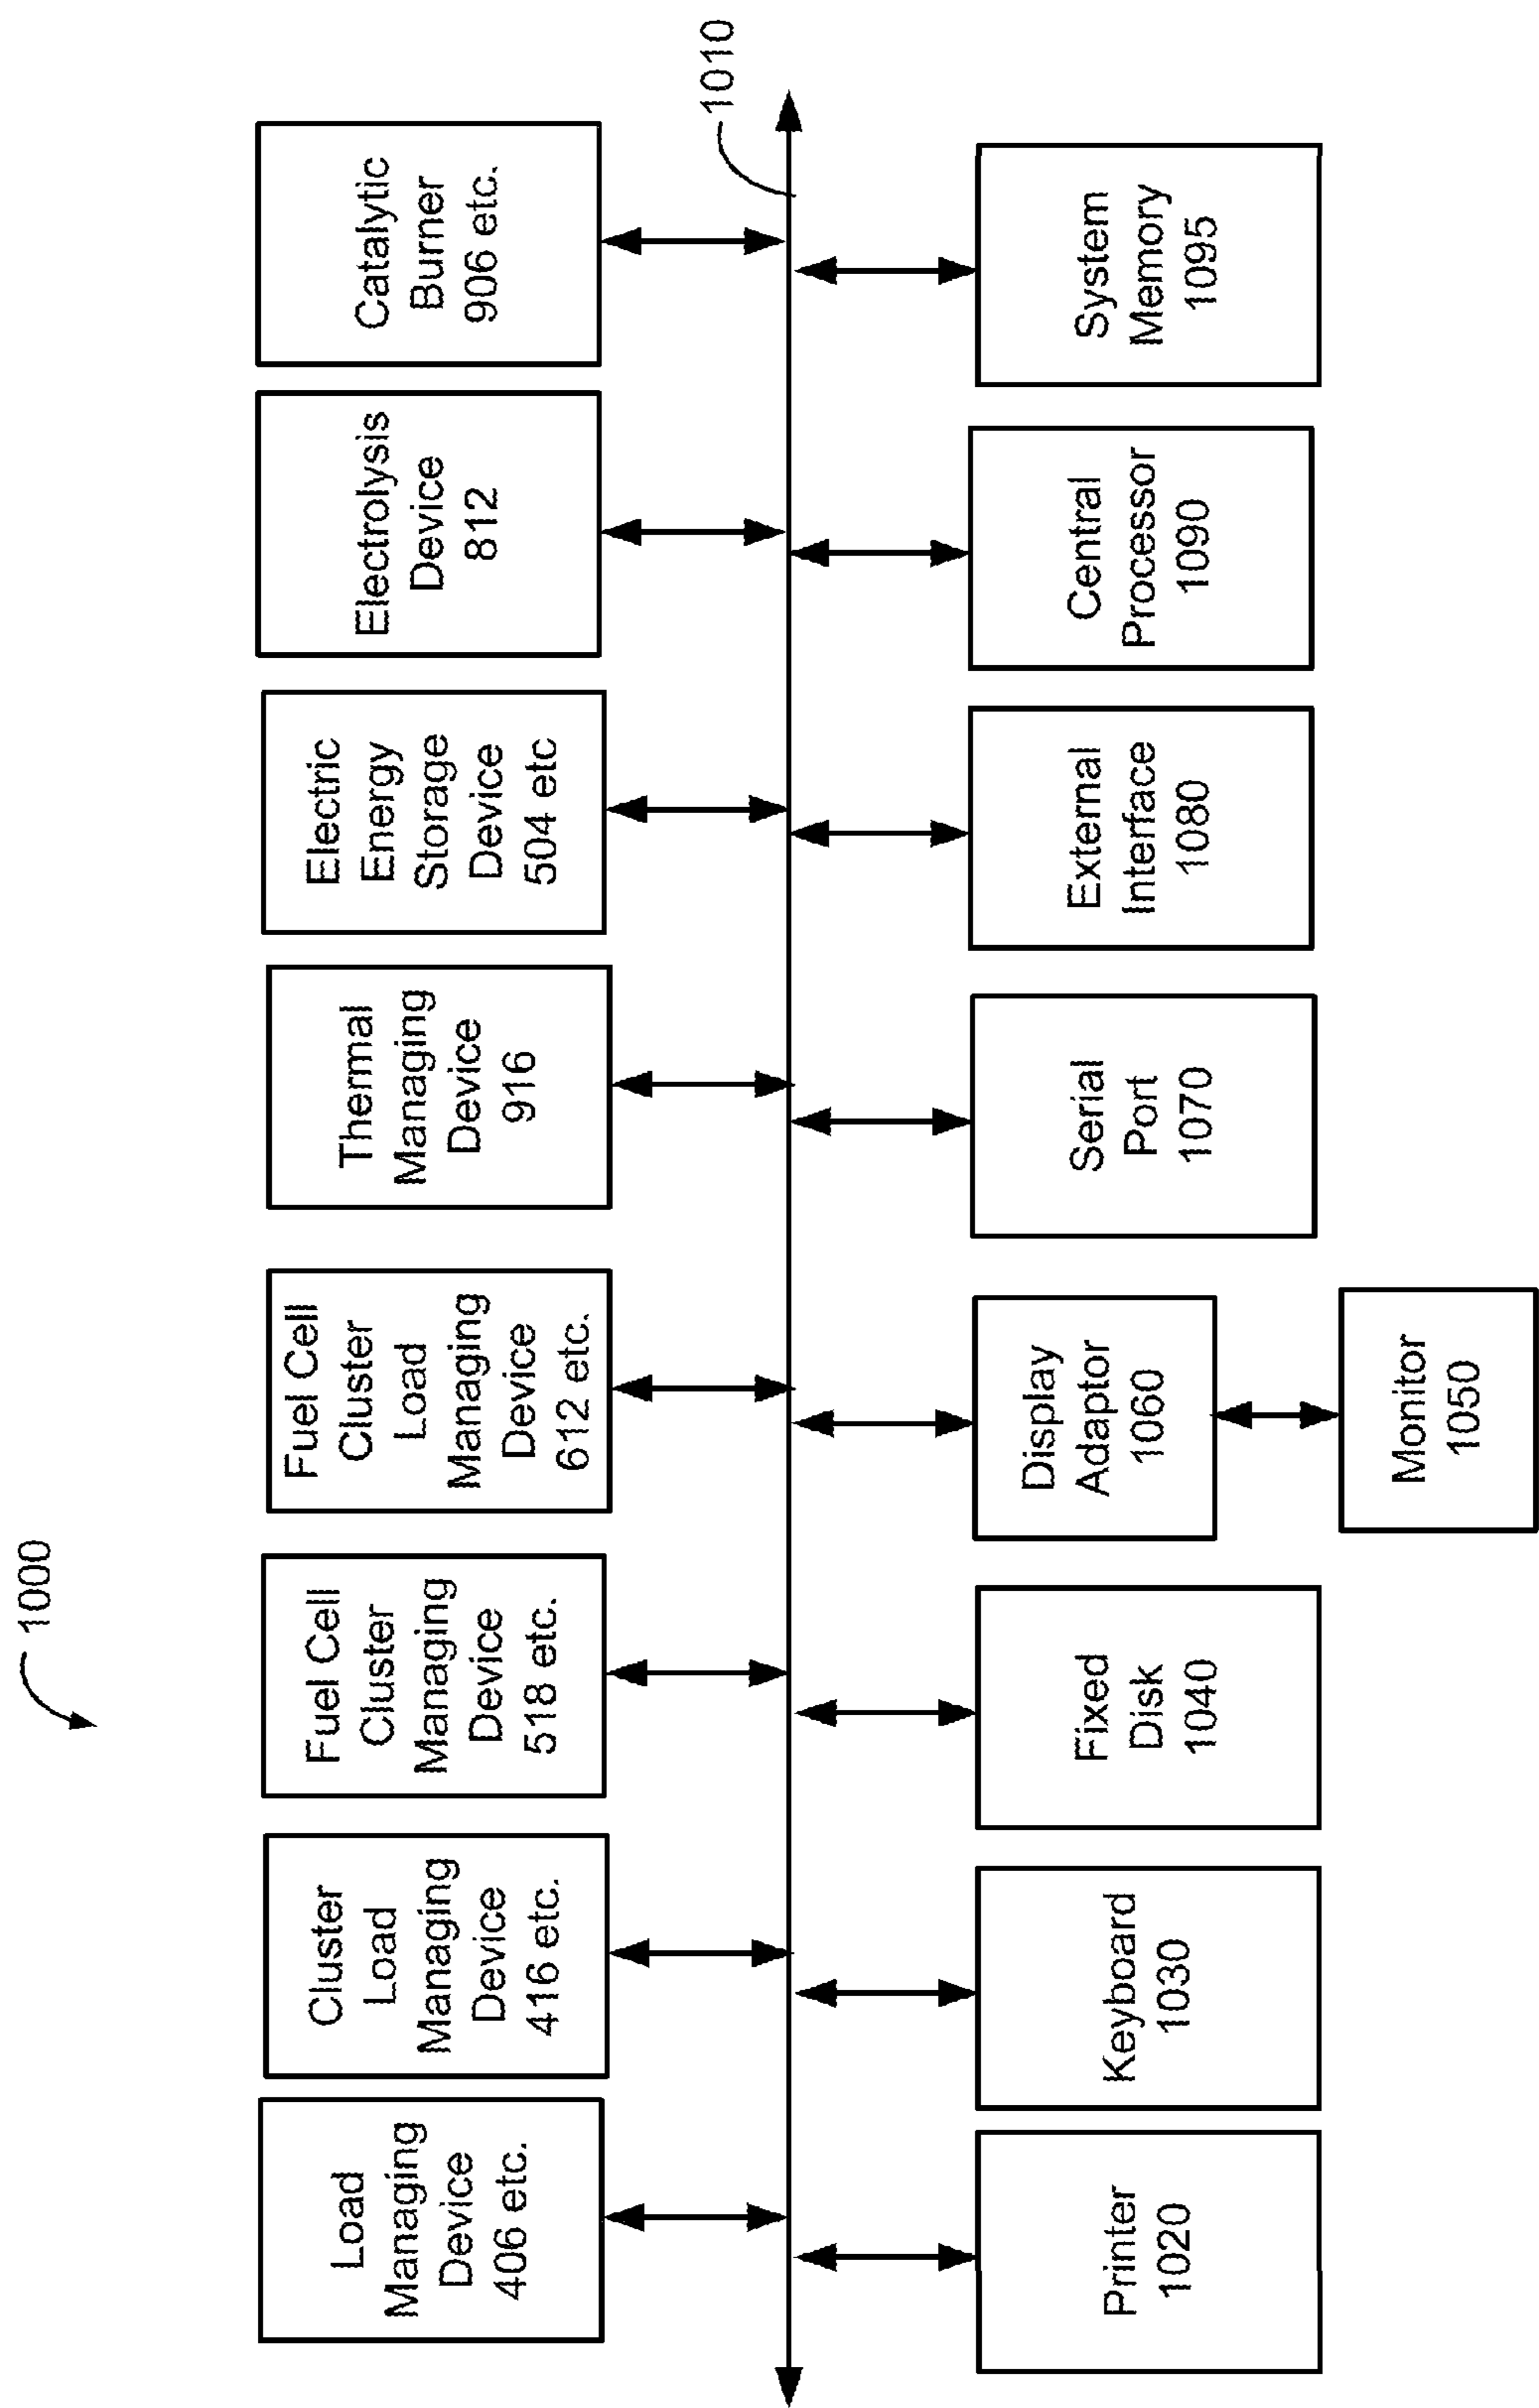 1000
Load
Managing
Device
406 etc.
Cluster
Load
Managing
Device
416 etc.
Fuel Cell
Cluster
Managing
Device
518 etc.
Fuel Cell
Cluster
Load
Managing
Device
612 etc.
Thermal
Managing
Device
916
Electric
Energy
Storage
Device
504 etc
Electrolysis
Device
812
Catalytic
Burner
906 etc.
1010
Printer
1020
Keyboard
1030
Fixed
Disk
1040
Display
Adaptor
1060
Monitor
1050
Serial
Port
1070
External
Interface
1080
Central
Processor
1090
System
Memory
1095